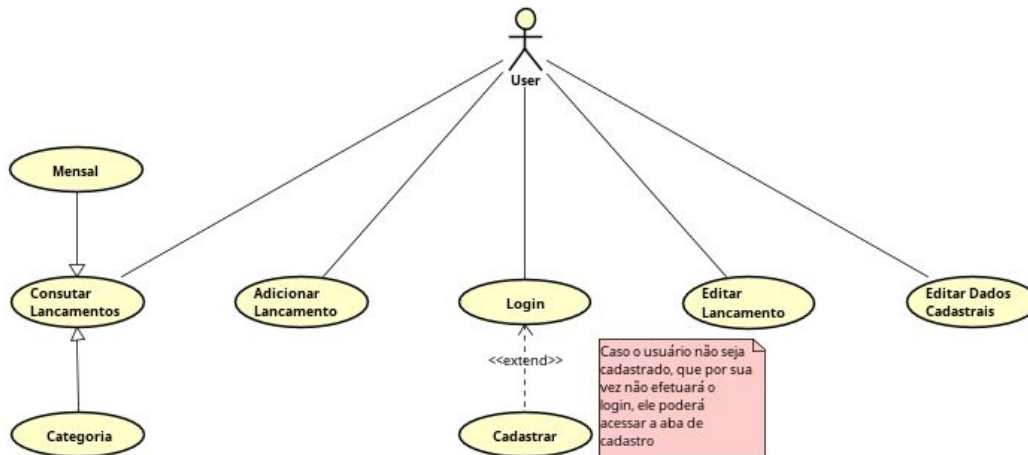 User
Mensal
Consutar
Lancamentos
Adicionar
Lancamento
Login
Editar
Lancamento
Editar Dados
Cadastrais
<<extend>>
Caso o usuário não seja
cadastrado, que por sua
vez não efetuará o
login, ele poderá
acessar a aba de
cadastro
Categoria
Cadastrar